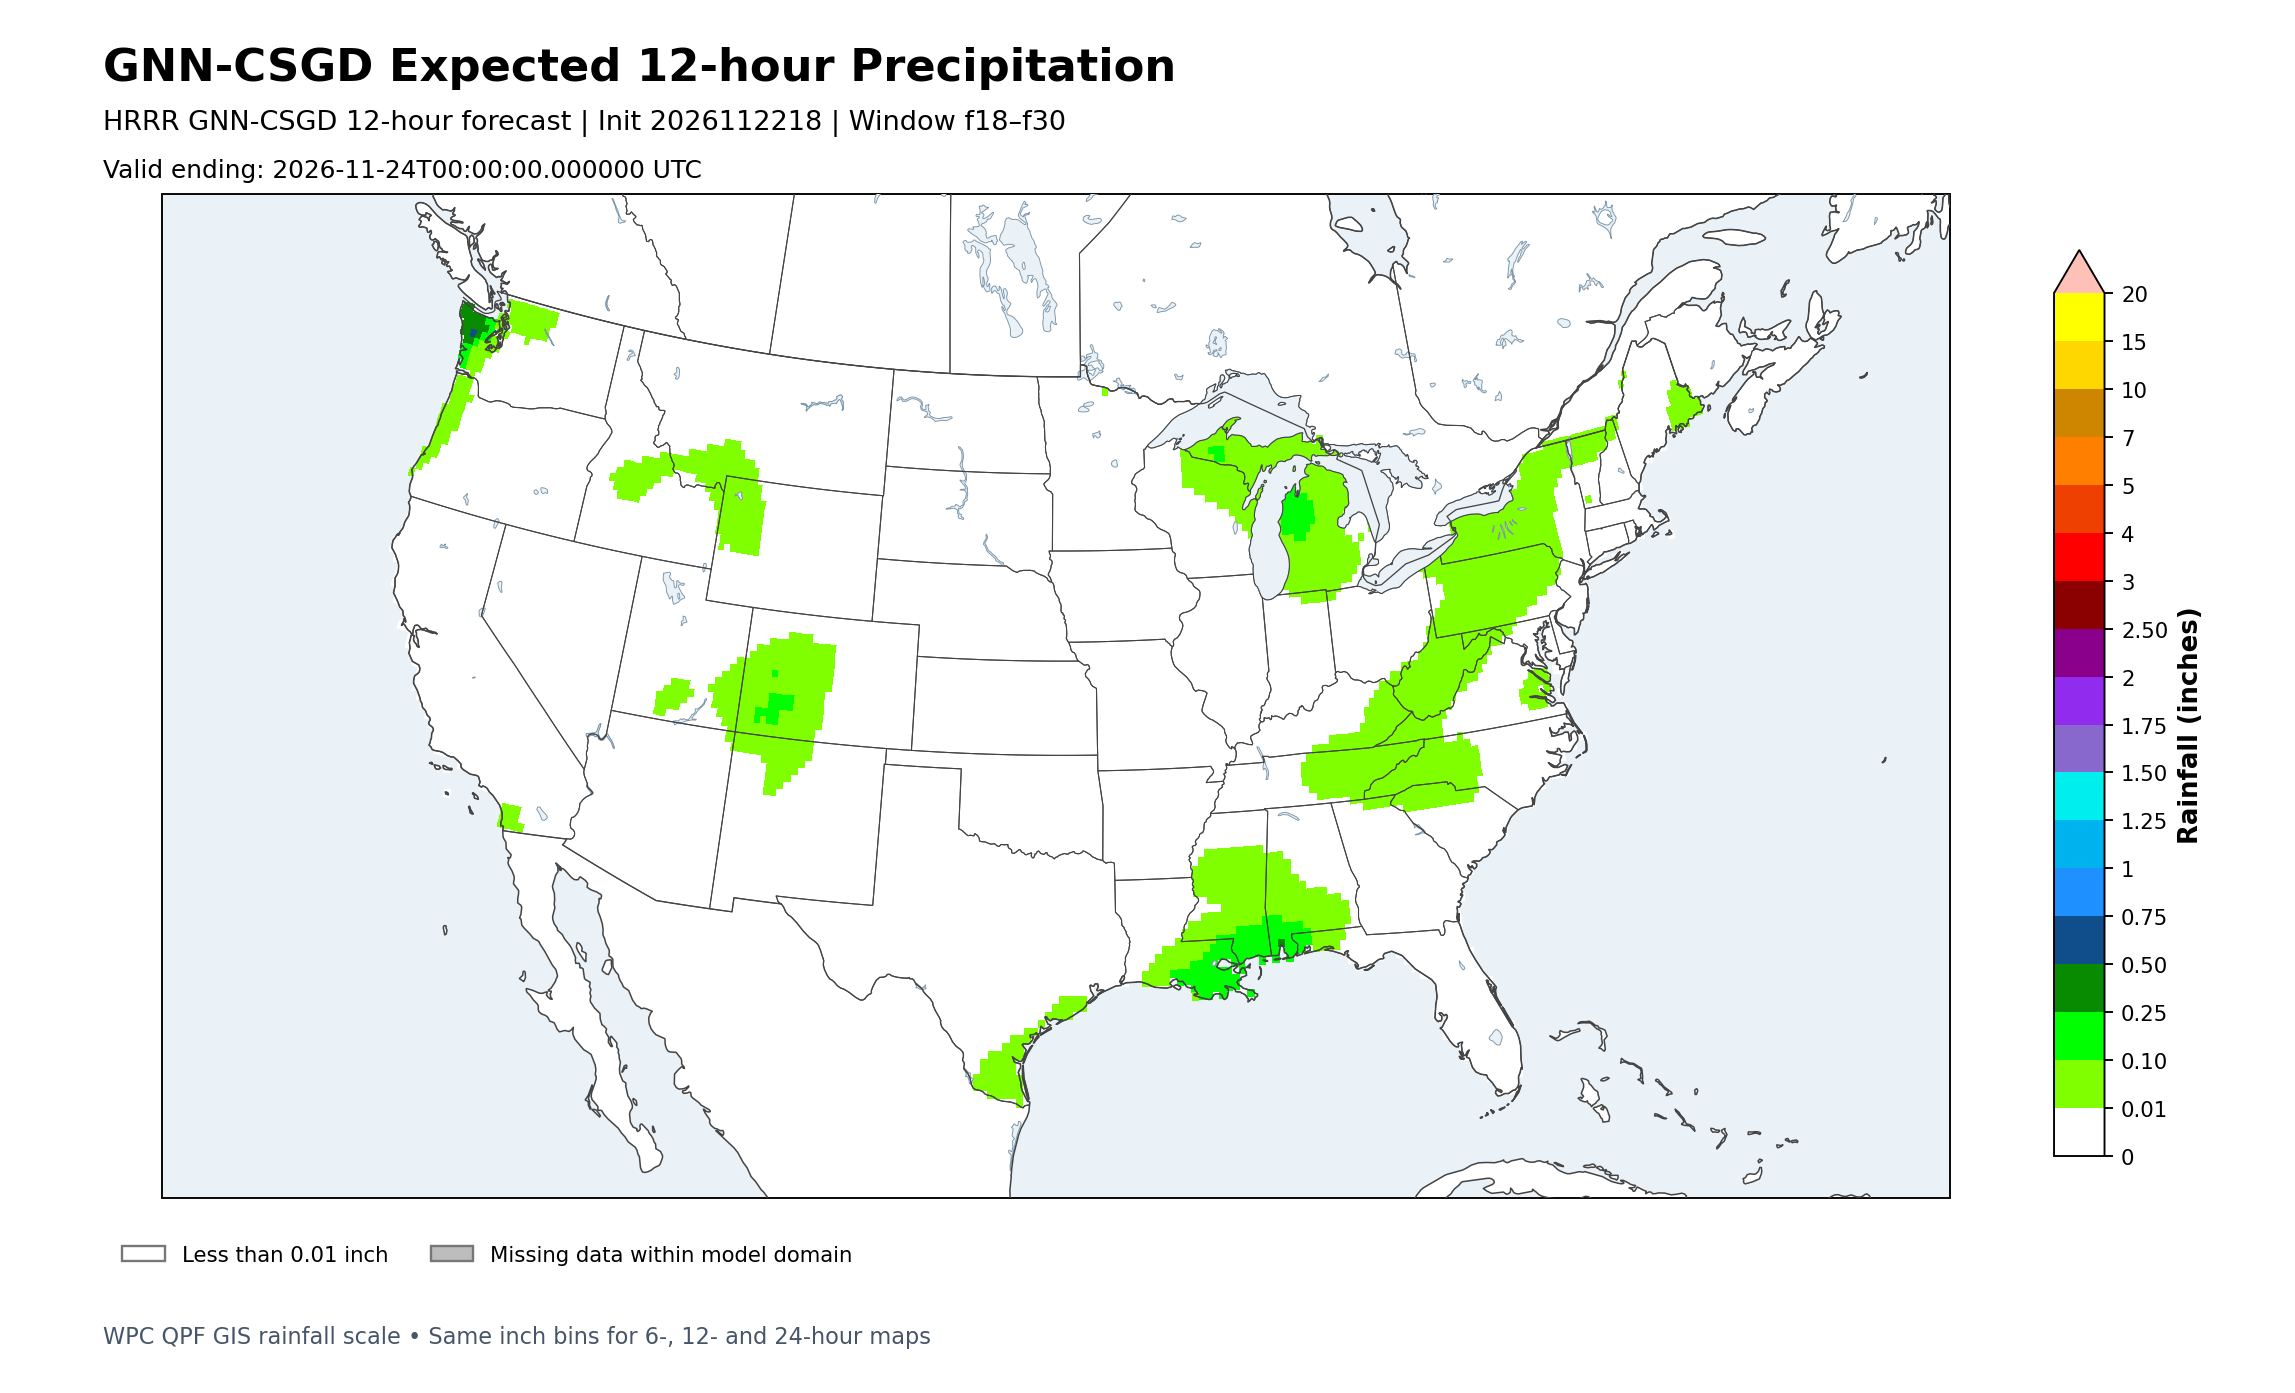 GNN-CSGD Expected 12-hour Precipitation
HRRR GNN-CSGD 12-hour forecast | Init 2026112218 | Window f18–f30
Valid ending: 2026-11-24T00:00:00.000000 UTC
20
15
10
7
5
4
3
2.50
2
1.75
1.50
1.25
1
0.75
0.50
0.25
0.10
0.01
0
Rainfall (inches)
Less than 0.01 inch
Missing data within model domain
WPC QPF GIS rainfall scale • Same inch bins for 6-, 12- and 24-hour maps